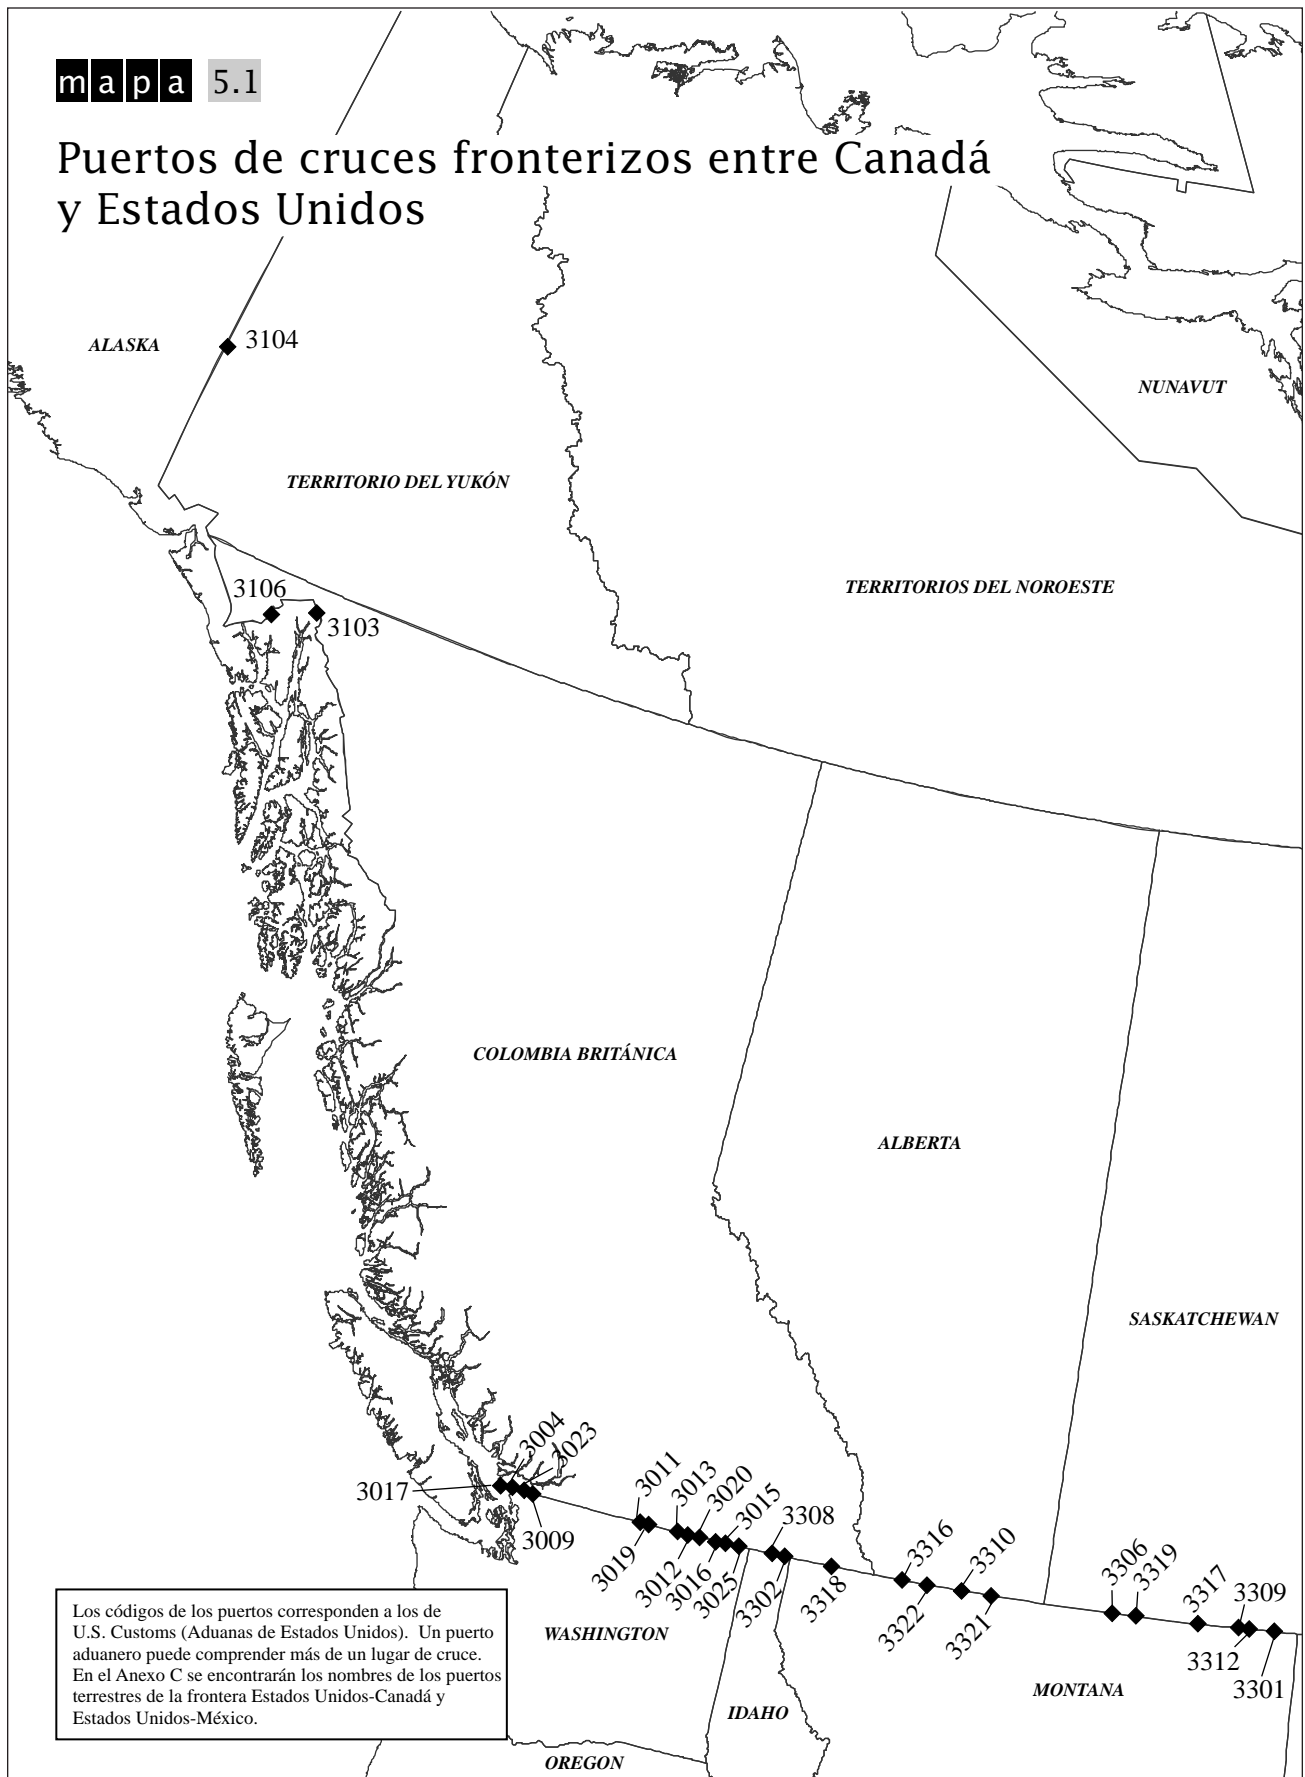 mapa 5.1
Puertos de cruces fronterizos entre Canadá
y Estados Unidos
ALASKA
3104
NUNAVUT
TERRITORIO DEL YUKÓN
TERRITORIOS DEL NOROESTE
3106
3103
COLOMBIA BRITÁNICA
ALBERTA
SASKATCHEWAN
3017
3004
3023
3009
3011
3019
3013
3012
3020
3016
3015
3025
3308
3302
3318
3316
3322
3310
3321
3306
3319
3317
3309
3312
3301
WASHINGTON
IDAHO
MONTANA
OREGON
Los códigos de los puertos corresponden a los de
U.S. Customs (Aduanas de Estados Unidos). Un puerto
aduanero puede comprender más de un lugar de cruce.
En el Anexo C se encontrarán los nombres de los puertos
terrestres de la frontera Estados Unidos-Canadá y
Estados Unidos-México.